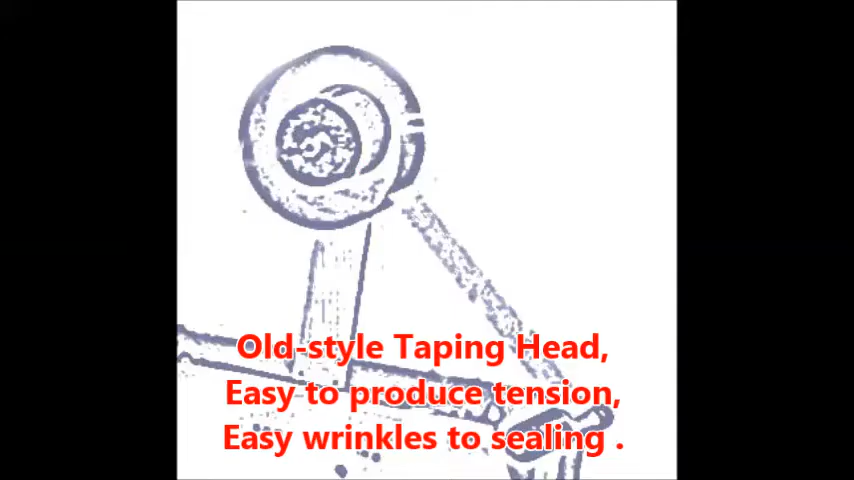 Old-style Taping Head,
Easy to produce tension,
Easy wrinkles to sealing .